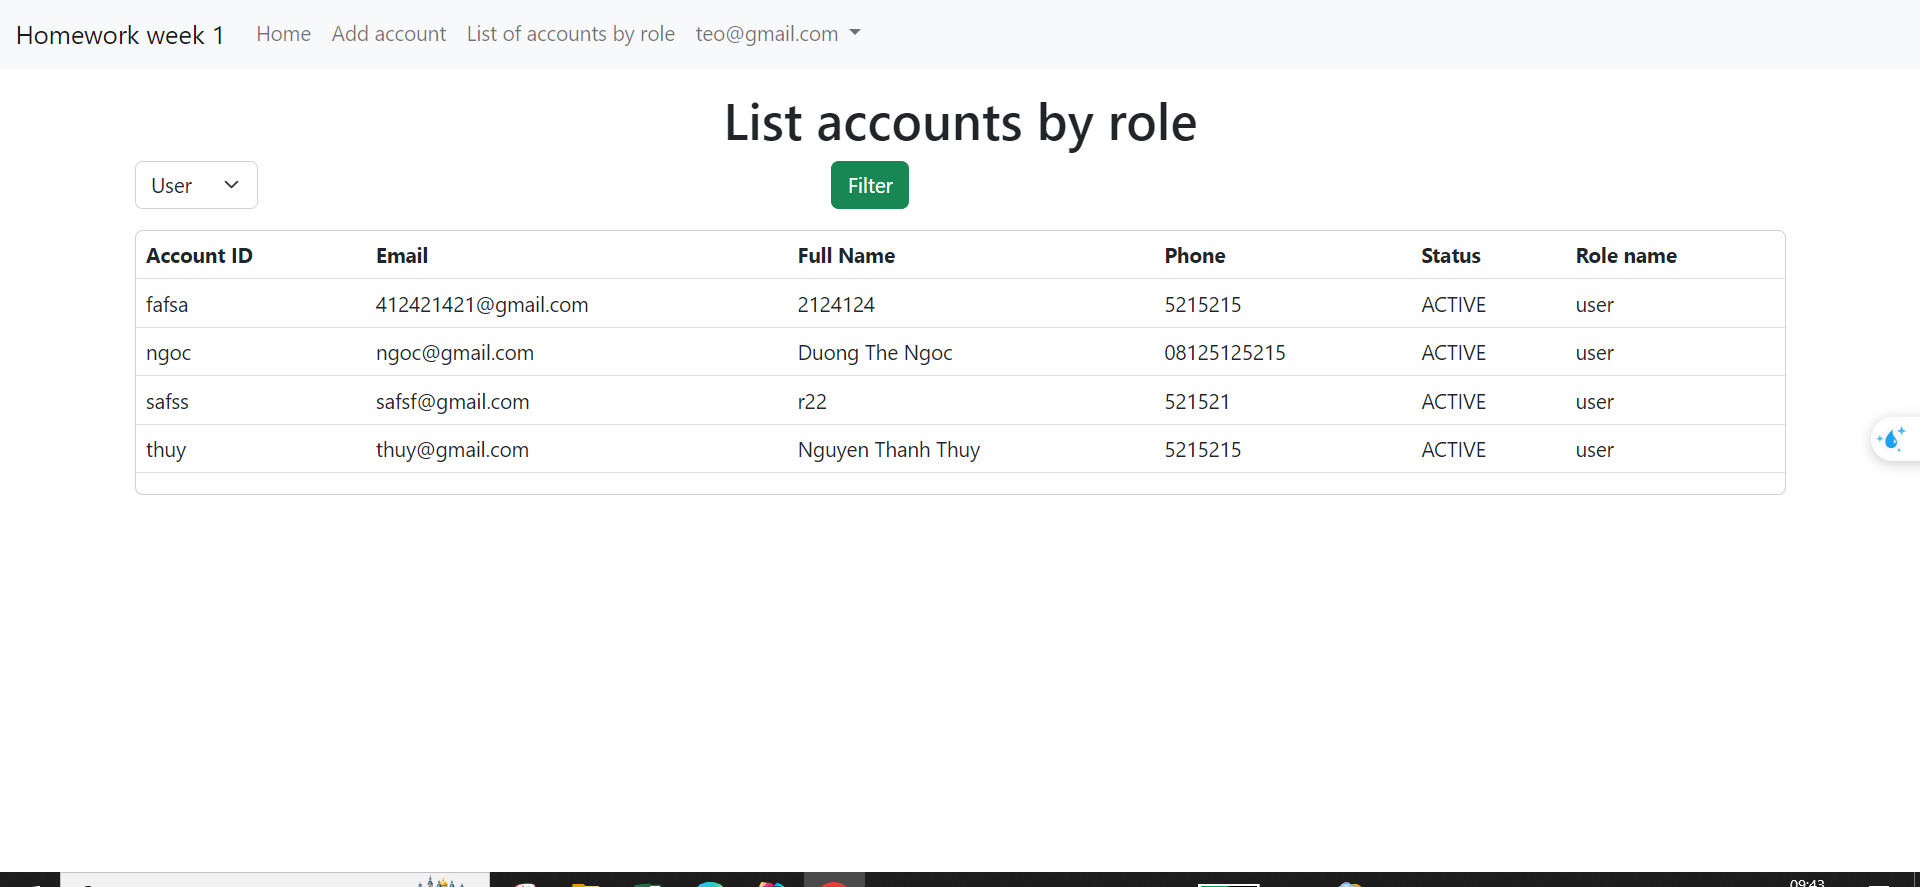 Homework week 1 Home Add account List of accounts by role teo@gmail.com
List accounts by role
User Filter
Account ID Email Full Name Phone Status Role name
fafsa 412421421@gmail.com 2124124 5215215 ACTIVE user
ngoc ngoc@gmail.com Duong The Ngoc 08125125215 ACTIVE user
safss safsf@gmail.com r22 521521 ACTIVE user
thuy thuy@gmail.com Nguyen Thanh Thuy 5215215 ACTIVE user
09:43